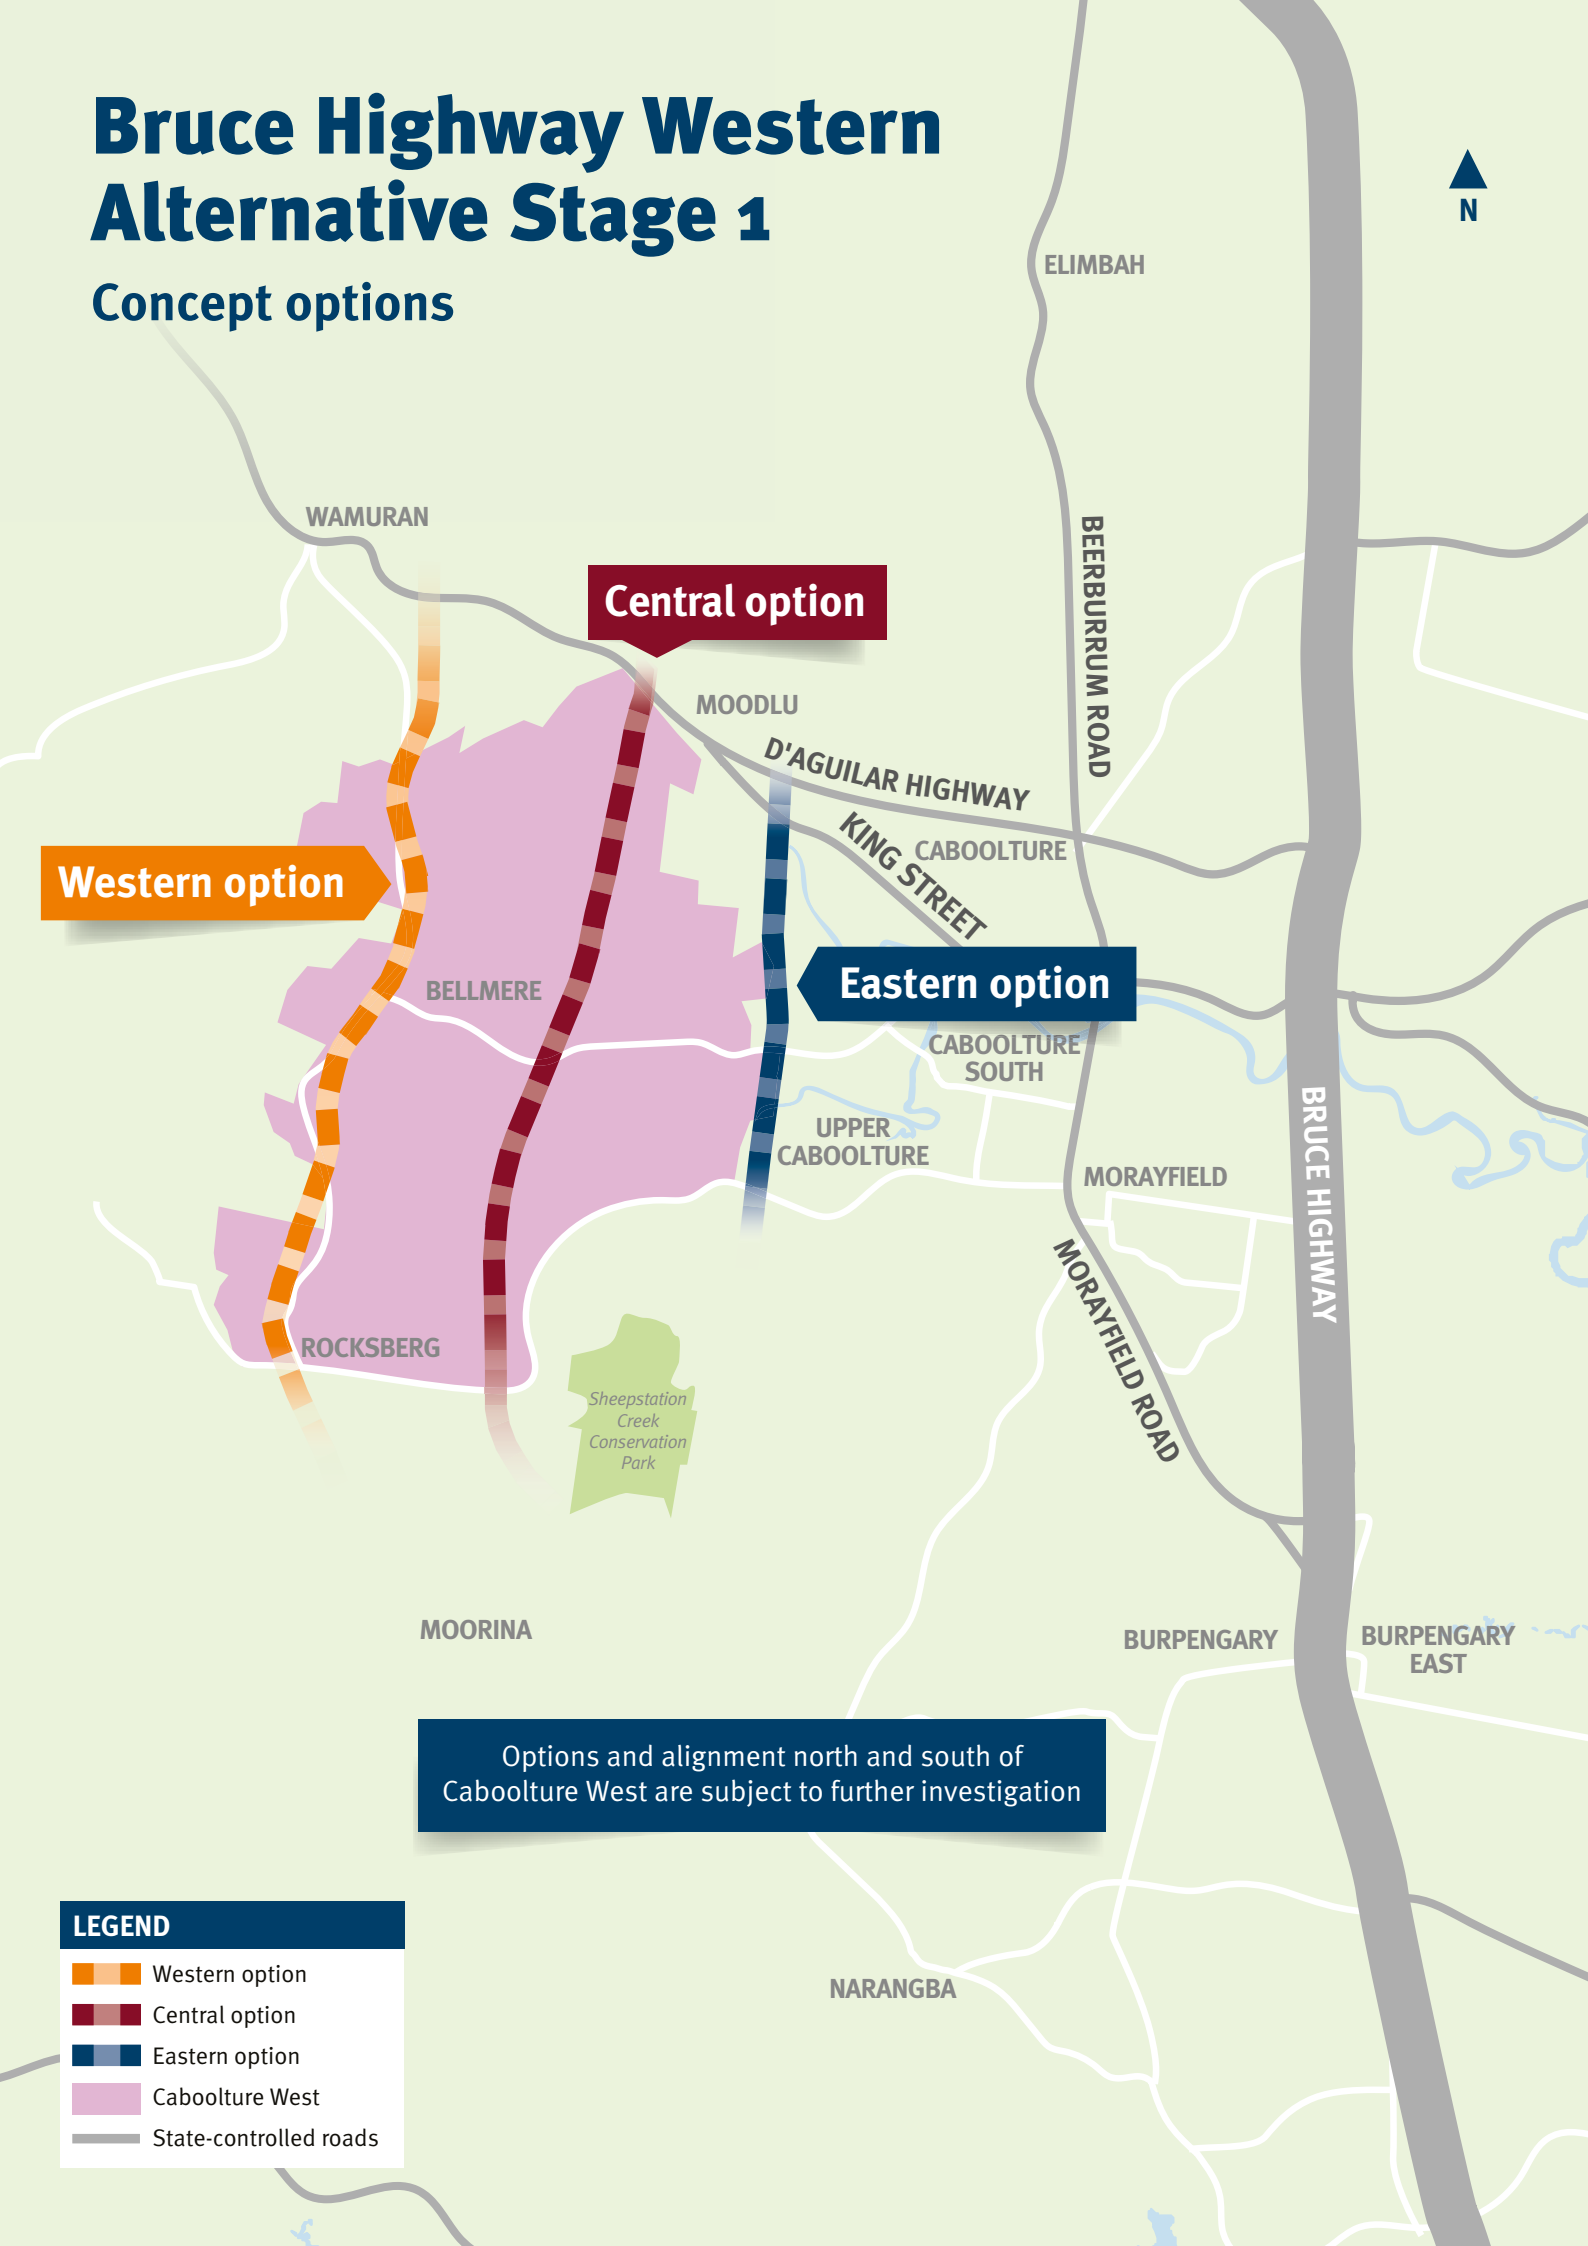 Bruce Highway Western
Alternative Stage 1
Concept options
N
ELIMBAH
WAMURAN
BEERBURRUM ROAD
Central option
MOODLU
D'AGUILAR HIGHWAY
KING STREET
CABOOLTURE
Western option
BELLMERE
Eastern option
CABOOLTURE
SOUTH
UPPER
CABOOLTURE
MORAYFIELD
BRUCE HIGHWAY
MORAYFIELD ROAD
ROCKSBERG
Sheepstation
Creek
Conservation
Park
MOORINA
BURPENGARY
BURPENGARY
EAST
Options and alignment north and south of
Caboolture West are subject to further investigation
NARANGBA
LEGEND
Western option
Central option
Eastern option
Caboolture West
State-controlled roads